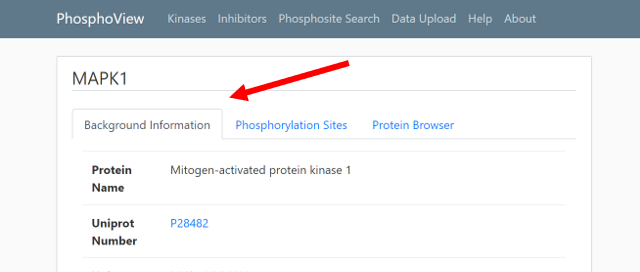 PhosphoView Kinases Inhibitors Phosphosite Search Data Upload Help About
MAPK1
Background Information Phosphorylation Sites Protein Browser
Protein Name Mitogen-activated protein kinase 1
Uniprot Number P28482